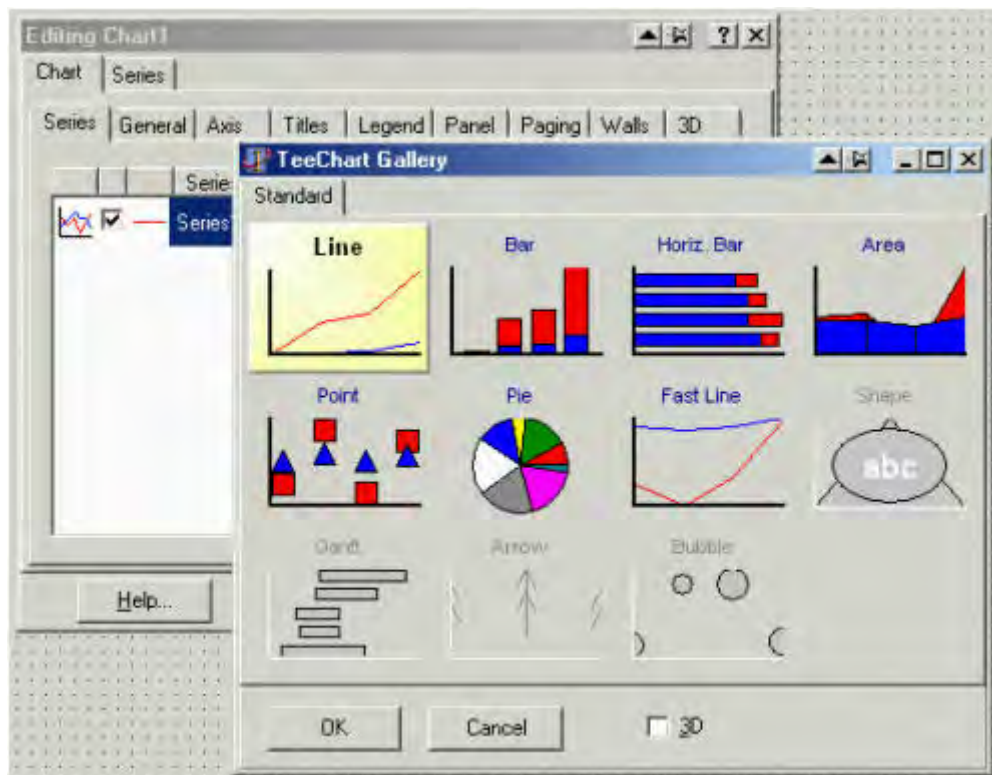 Editing Chart1
Chart Series
Series General Axis Titles Legend Panel Paging Walls 3D
TeeChart Gallery
Serie
Standard
Series
Line Bar Horiz. Bar Area
Point Pie Fast Line Shape
abc
Gantt Arrow Bubble
Help...
OK Cancel 3D